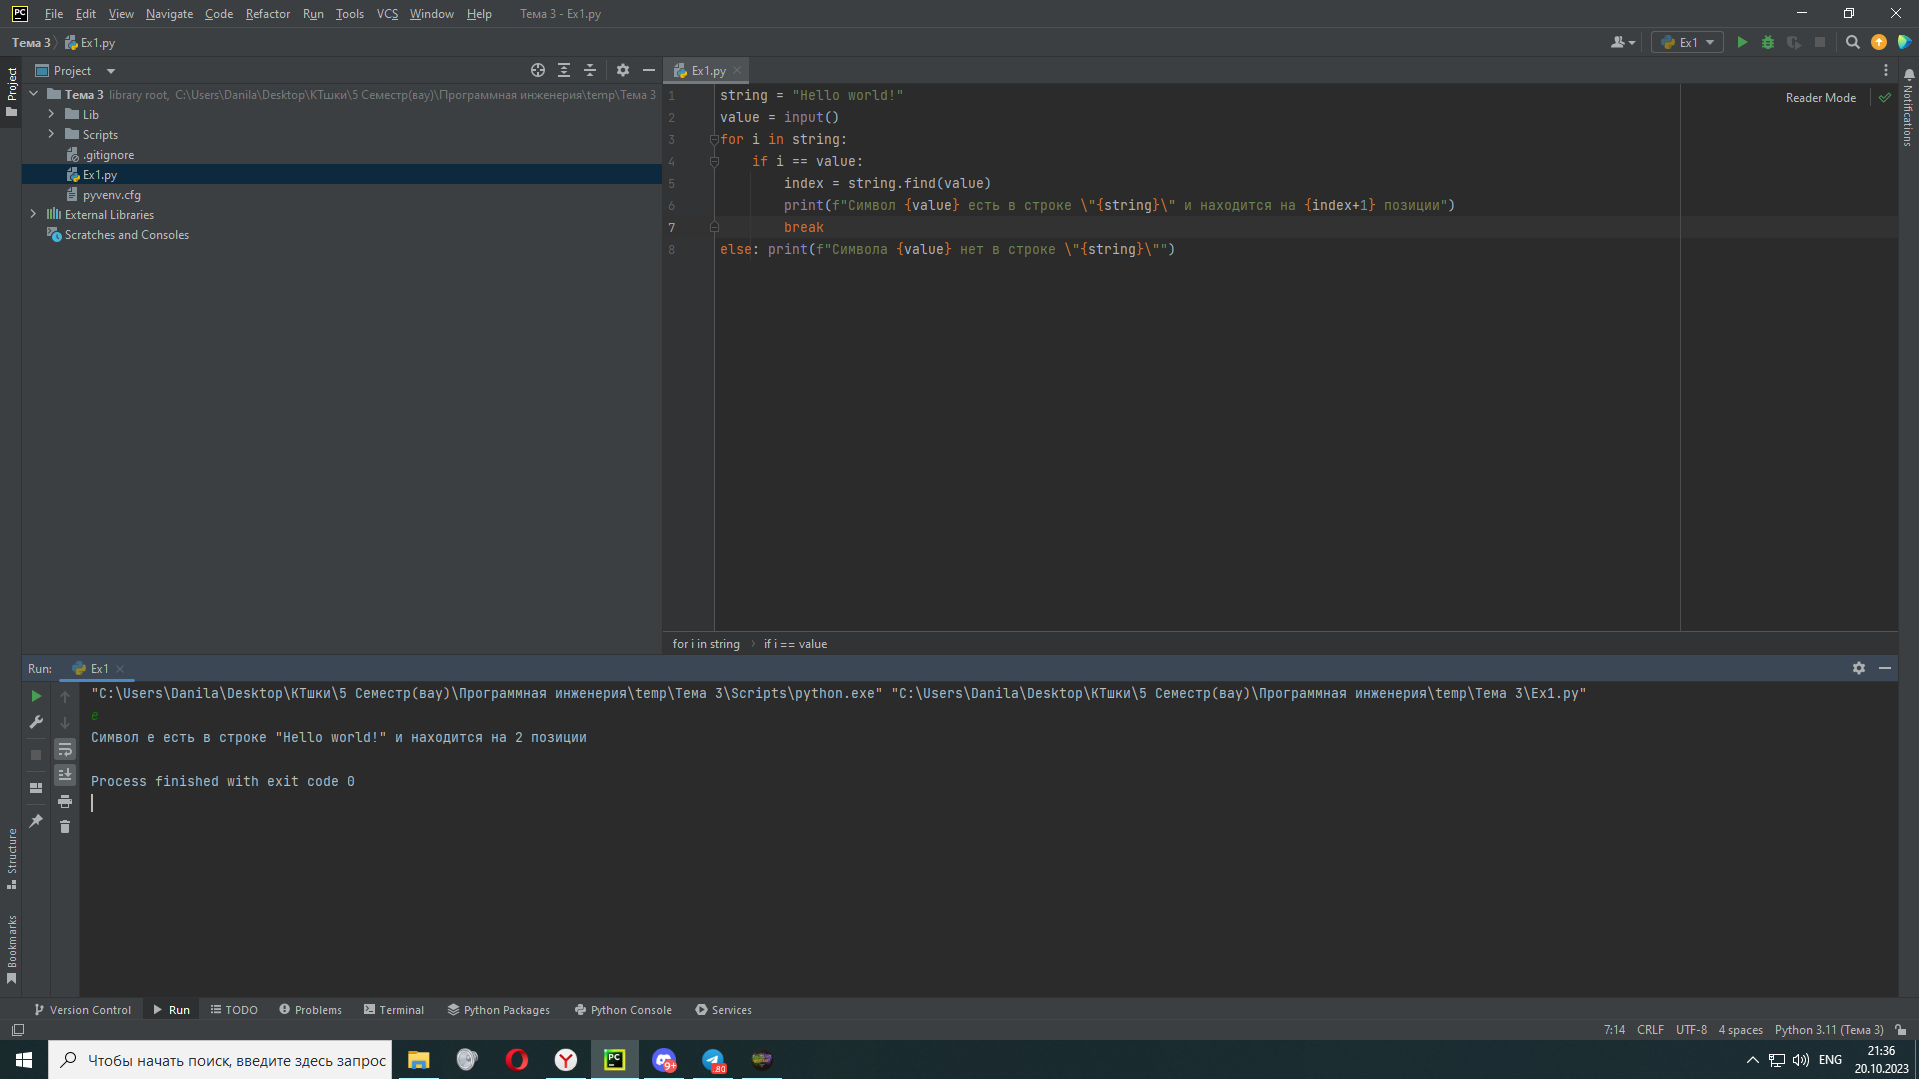 PC File Edit View Navigate Code Refactor Run Tools VCS Window Help Тема 3 - Ex1.py
Тема 3 Ex1.py Ex1
Project
Project
Тема 3 library root, C:\Users\Danila\Desktop\КТшки\5 Семестр(вау)\Программная инженерия\temp\Тема 3
Lib
Scripts
.gitignore
Ex1.py
pyvenv.cfg
External Libraries
Scratches and Consoles
Ex1.py
Reader Mode
Notifications
1 string = "Hello world!"
2 value = input()
3 for i in string:
4 if i == value:
5 index = string.find(value)
6 print(f"Символ {value} есть в строке \"{string}\" и находится на {index+1} позиции")
7 break
8 else: print(f"Символа {value} нет в строке \"{string}\"")
for i in string if i == value
Run: Ex1
"C:\Users\Danila\Desktop\КТшки\5 Семестр(вау)\Программная инженерия\temp\Тема 3\Scripts\python.exe" "C:\Users\Danila\Desktop\КТшки\5 Семестр(вау)\Программная инженерия\temp\Тема 3\Ex1.py"
e
Символ e есть в строке "Hello world!" и находится на 2 позиции
Process finished with exit code 0
Structure
Bookmarks
Version Control Run TODO Problems Terminal Python Packages Python Console Services
7:14 CRLF UTF-8 4 spaces Python 3.11 (Тема 3)
Чтобы начать поиск, введите здесь запрос
PC 9+ 80
ENG
21:36
20.10.2023